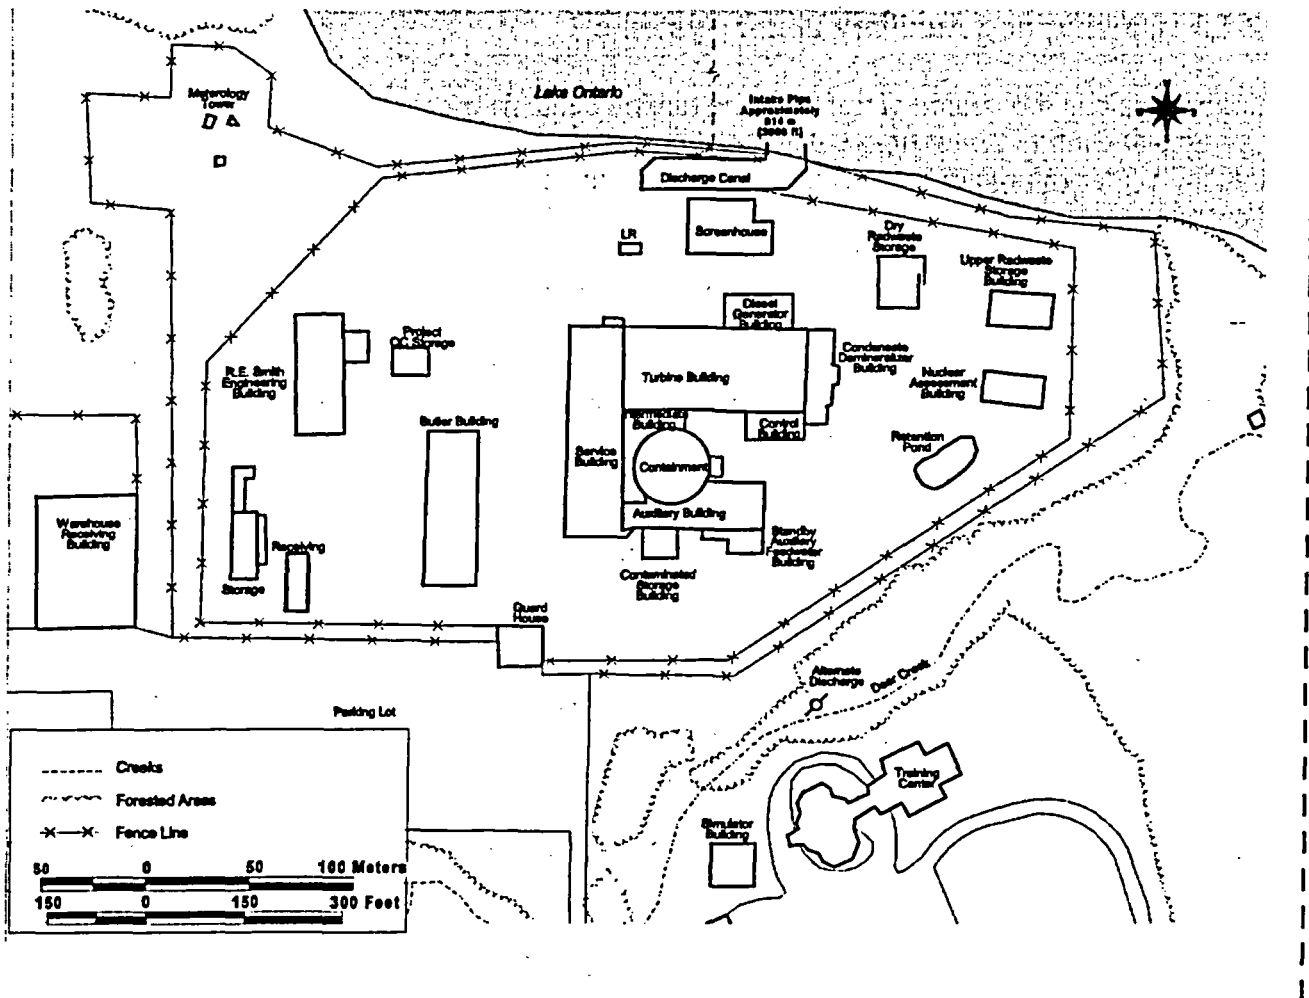 Meterology
Tower
Lake Ontario
Intake Pipe
Approximately
914 m
(3000 ft)
Discharge Canal
Screenhouse
LR
Dry
Radwaste
Storage
Upper Radwaste
Storage
Building
Diesel
Generator
Building
Project
CC Storage
R.E. Smith
Engineering
Building
Turbine Building
Condensate
Demineralizer
Building
Nuclear
Assessment
Building
Butler Building
Intermediate
Building
Control
Building
Retention
Pond
Service
Building
Containment
Auxiliary Building
Warehouse
Receiving
Building
Receiving
Storage
Standby
Auxiliary
Feedwater
Building
Contaminated
Storage
Building
Guard
House
Alternate
Discharge
Deer Creek
Parking Lot
Training
Center
Simulator
Building
Creeks
Forested Areas
Fence Line
50 0 50 100 Meters
150 0 150 300 Feet